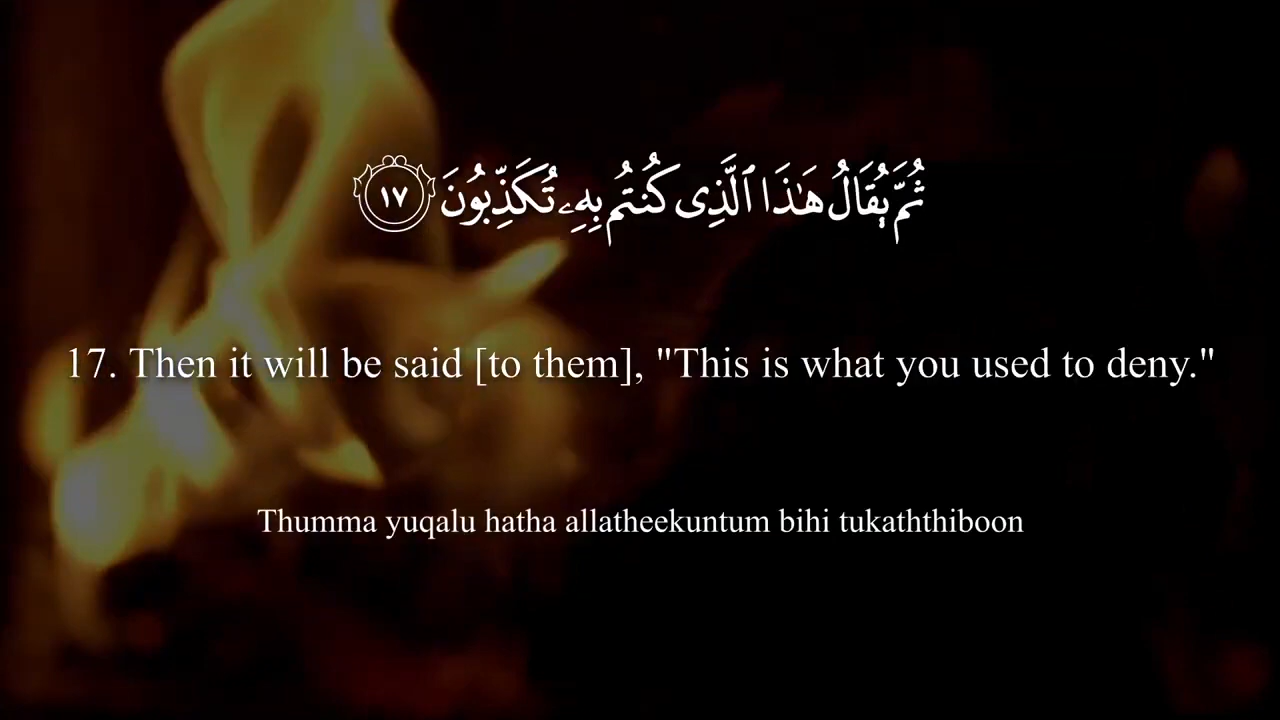 ثُمَّ يُقَالُ هَـٰذَا ٱلَّذِى كُنتُم بِهِۦ تُكَذِّبُونَ ١٧
17. Then it will be said [to them], "This is what you used to deny."
Thumma yuqalu hatha allatheekuntum bihi tukaththiboon